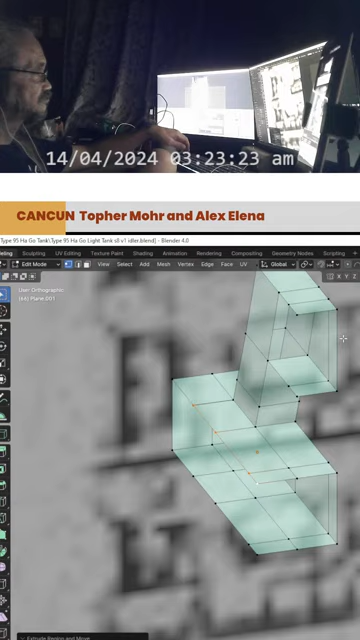 14/04/2024 03:23:23 am
CANCUN Topher Mohr and Alex Elena
Type 95 Ha Go Tank\Type 95 Ha Go Light Tank s8 v1 idler.blend] - Blender 4.0
Sculpting UV Editing Texture Paint Shading Animation Rendering Compositing Geometry Nodes Scripting
Edit Mode View Select Add Mesh Vertex Edge Face UV Global
X Y Z
User Orthographic
Plane.001
Extrude Region and Move